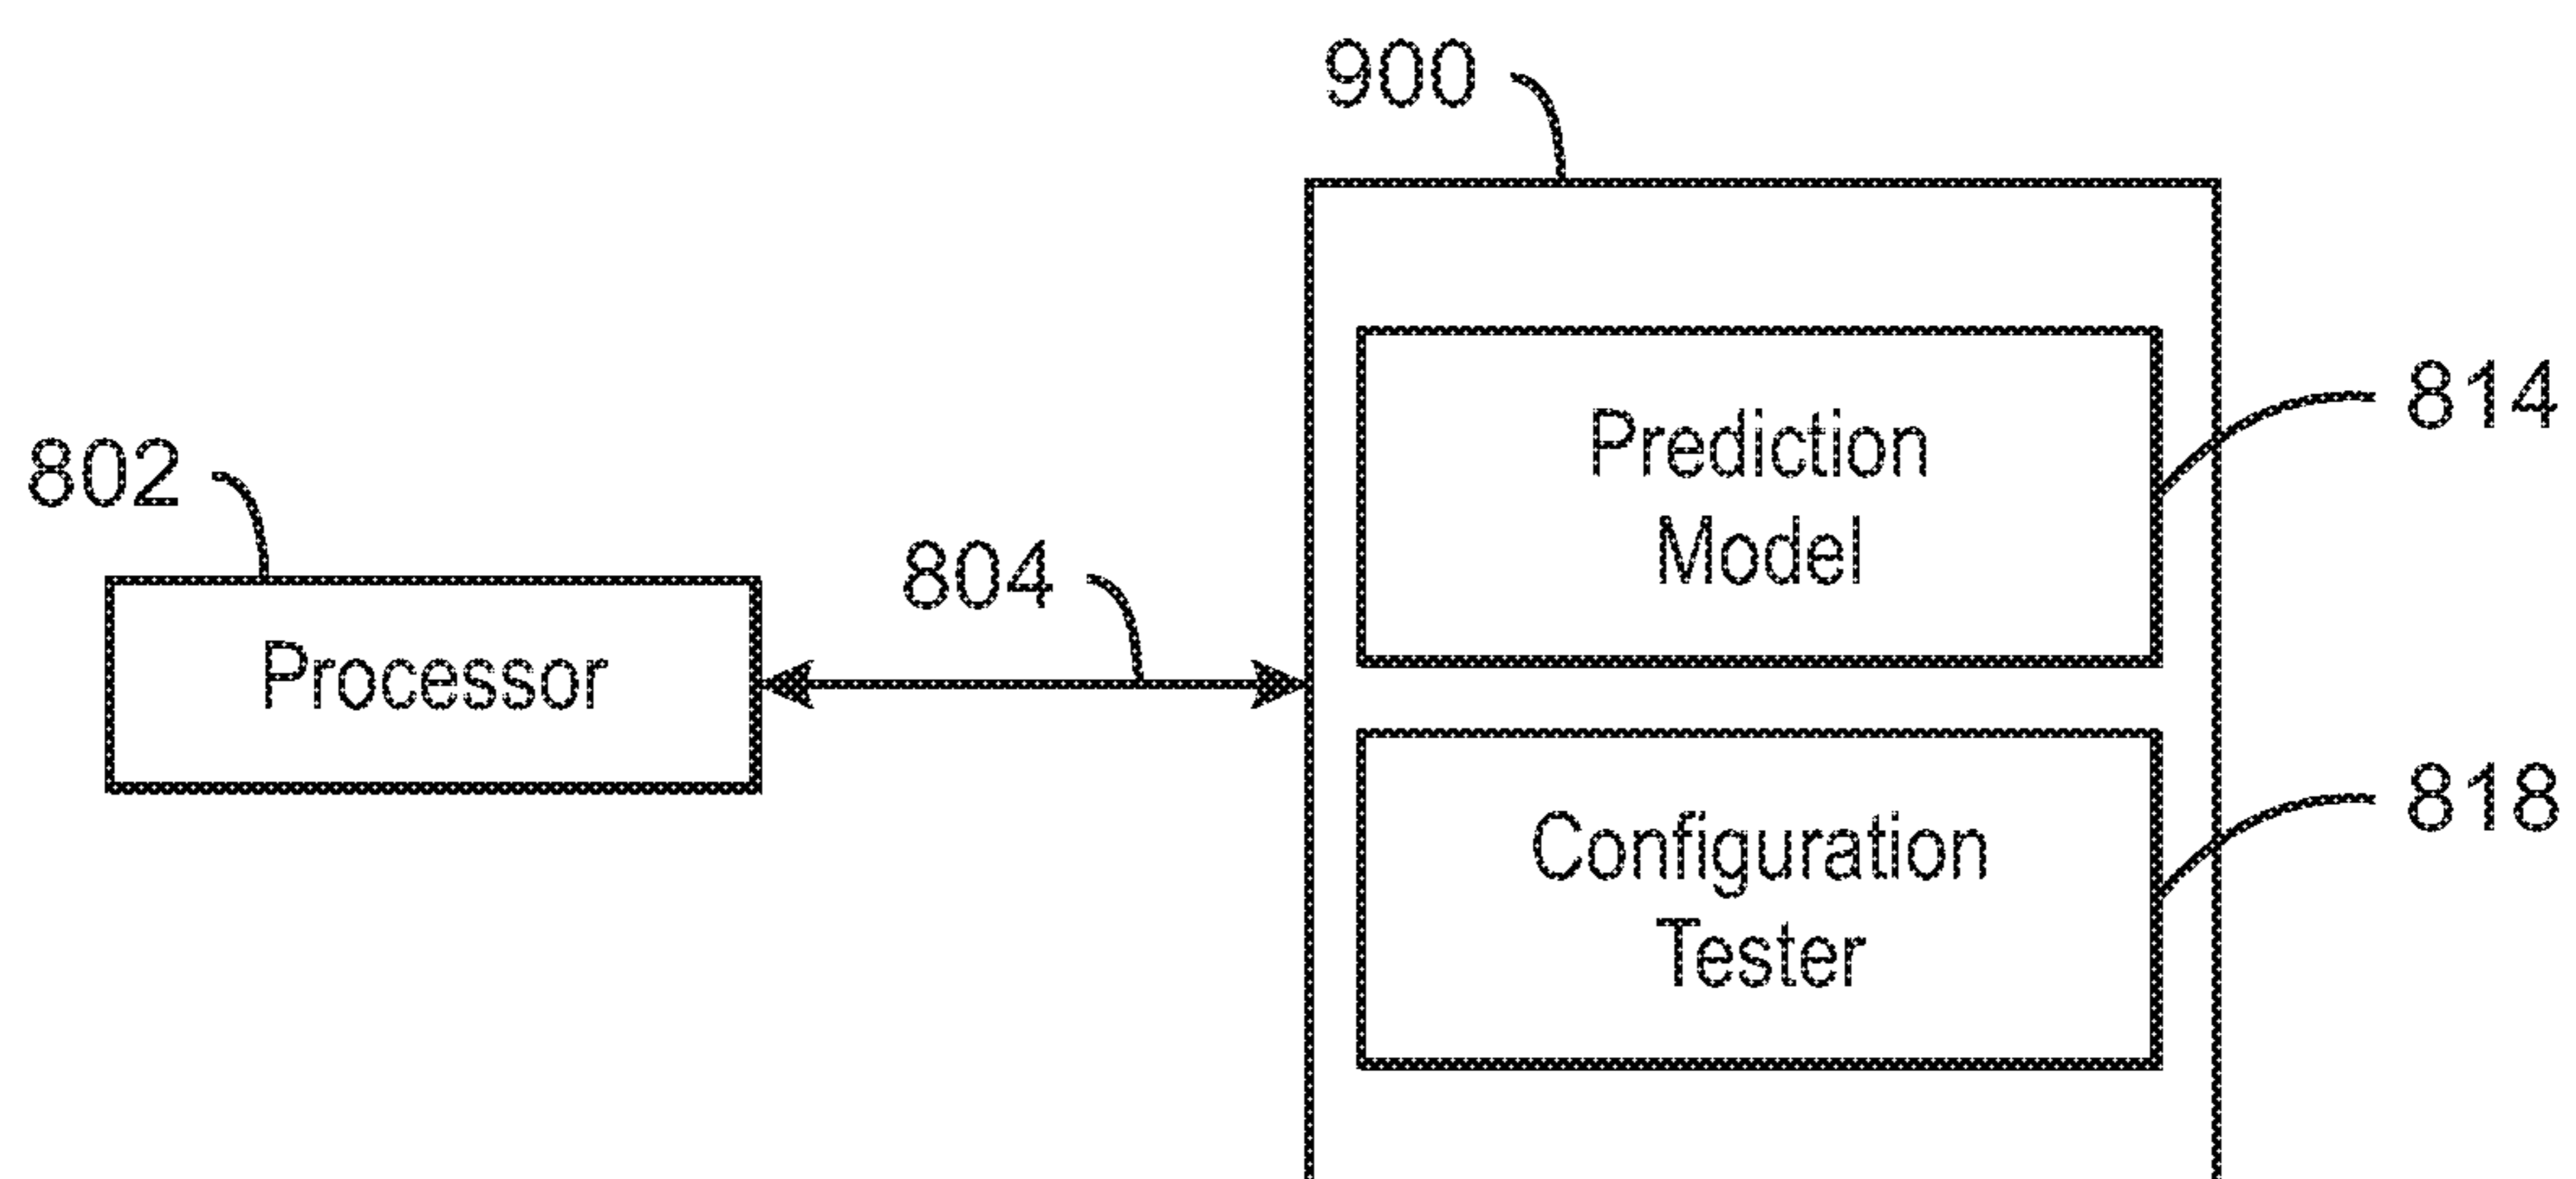 900
Prediction
Model
814
802
804
Processor
Configuration
Tester
818